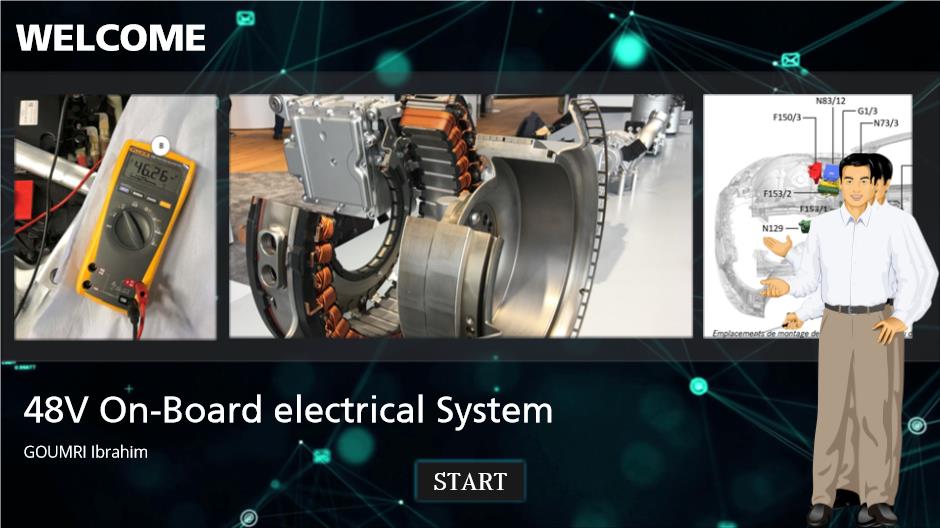 WELCOME
8
46.26
N83/12
F150/3
G1/3
N73/3
F153/2
F153/1
N129
Emplacements de montage de
48V On-Board electrical System
GOUMRI Ibrahim
START